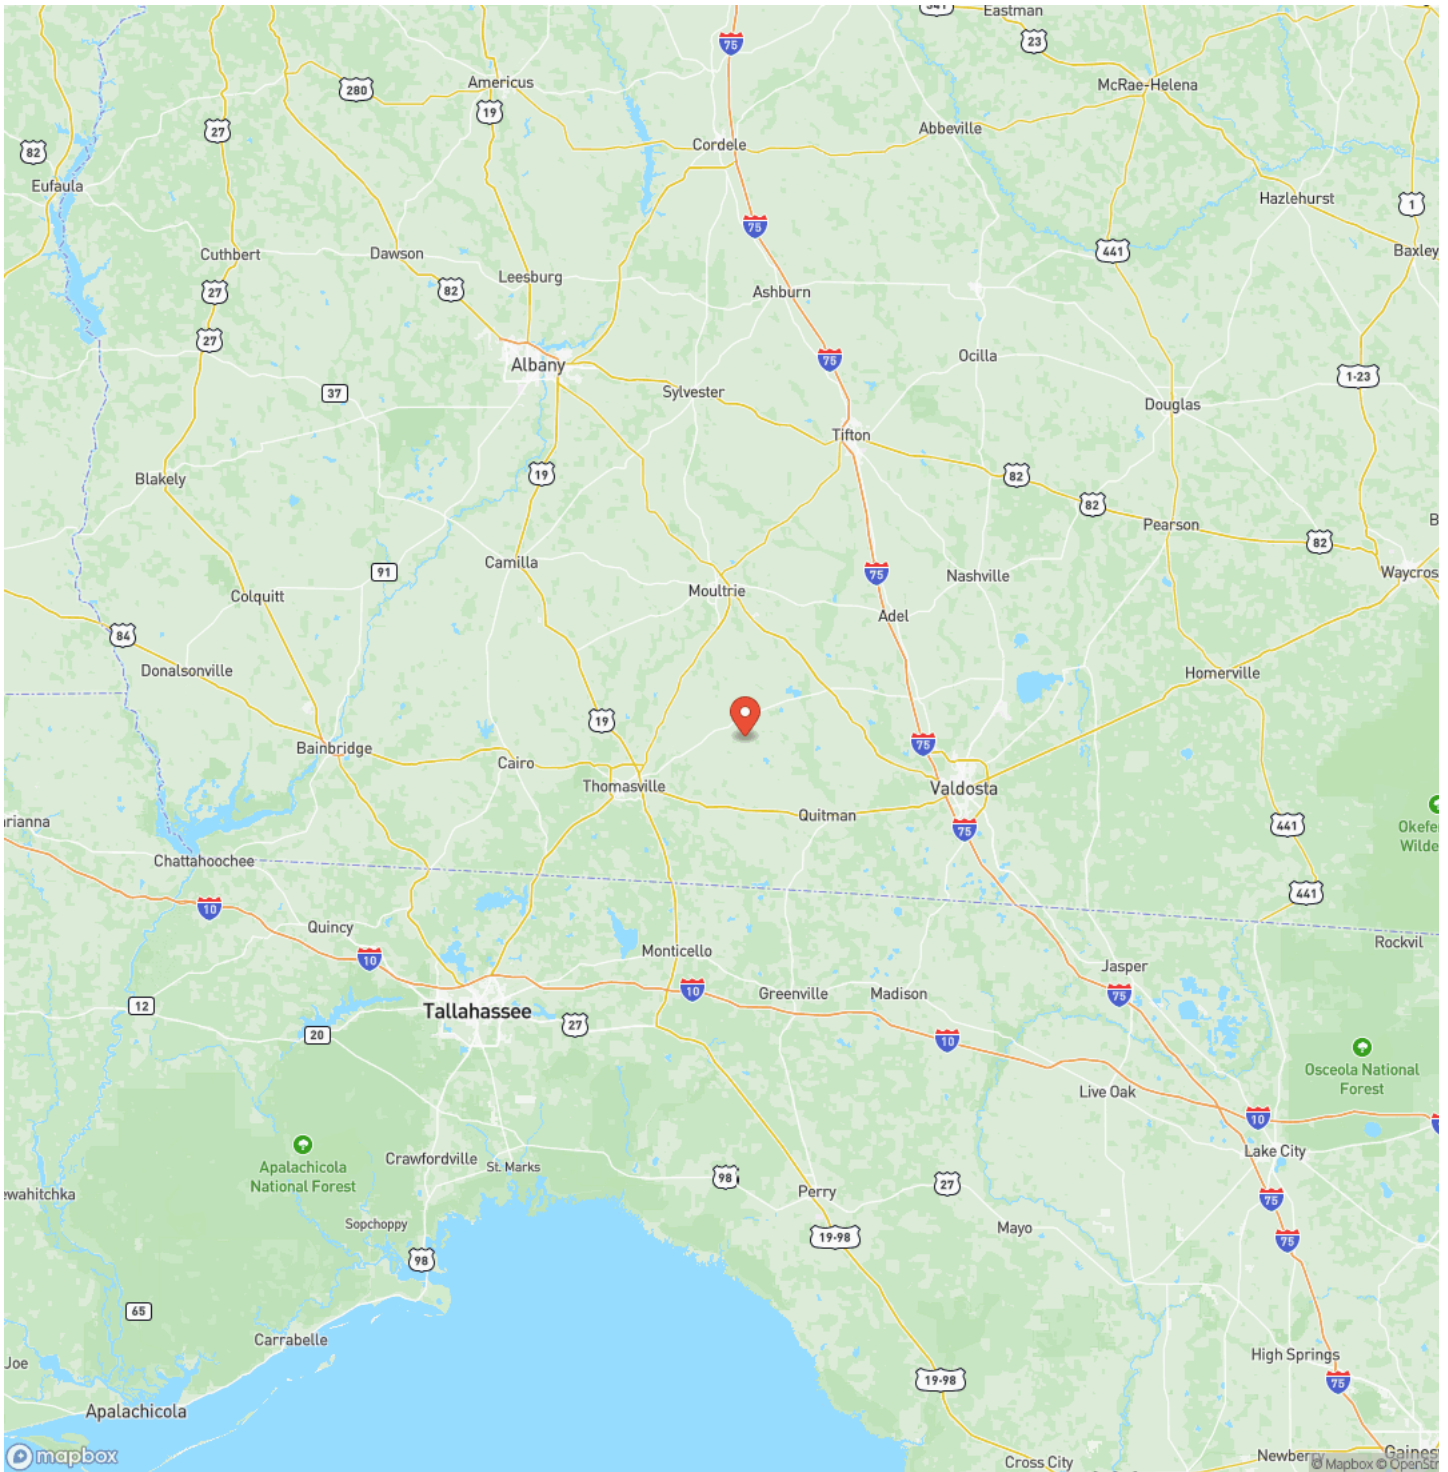 341
Eastman
75
23
Americus
McRae-Helena
280
19
27
Abbeville
Cordele
82
Eufaula
Hazlehurst
1
75
Cuthbert
Dawson
441
Baxley
Leesburg
82
27
Ashburn
27
75
Ocilla
Albany
1-23
37
Sylvester
Douglas
Tifton
19
82
Blakely
82
Pearson
82
B
Camilla
91
75
Nashville
Waycros
Moultrie
Colquitt
Adel
84
Donalsonville
Homerville
19
75
Bainbridge
Cairo
Thomasville
Valdosta
Quitman
arianna
75
441
Okefe
Wilde
Chattahoochee
441
10
Quincy
10
Monticello
Rockvil
Jasper
10
Greenville
Madison
75
12
Tallahassee
27
20
10
Osceola National
Forest
Live Oak
10
Lake City
Apalachicola
National Forest
Crawfordville
St. Marks
98
27
Perry
75
ewahitchka
Sopchoppy
Mayo
19-98
75
98
65
Carrabelle
High Springs
Joe
19-98
75
Apalachicola
mapbox
Newberry
Gaines
Cross City
© Mapbox © OpenStr